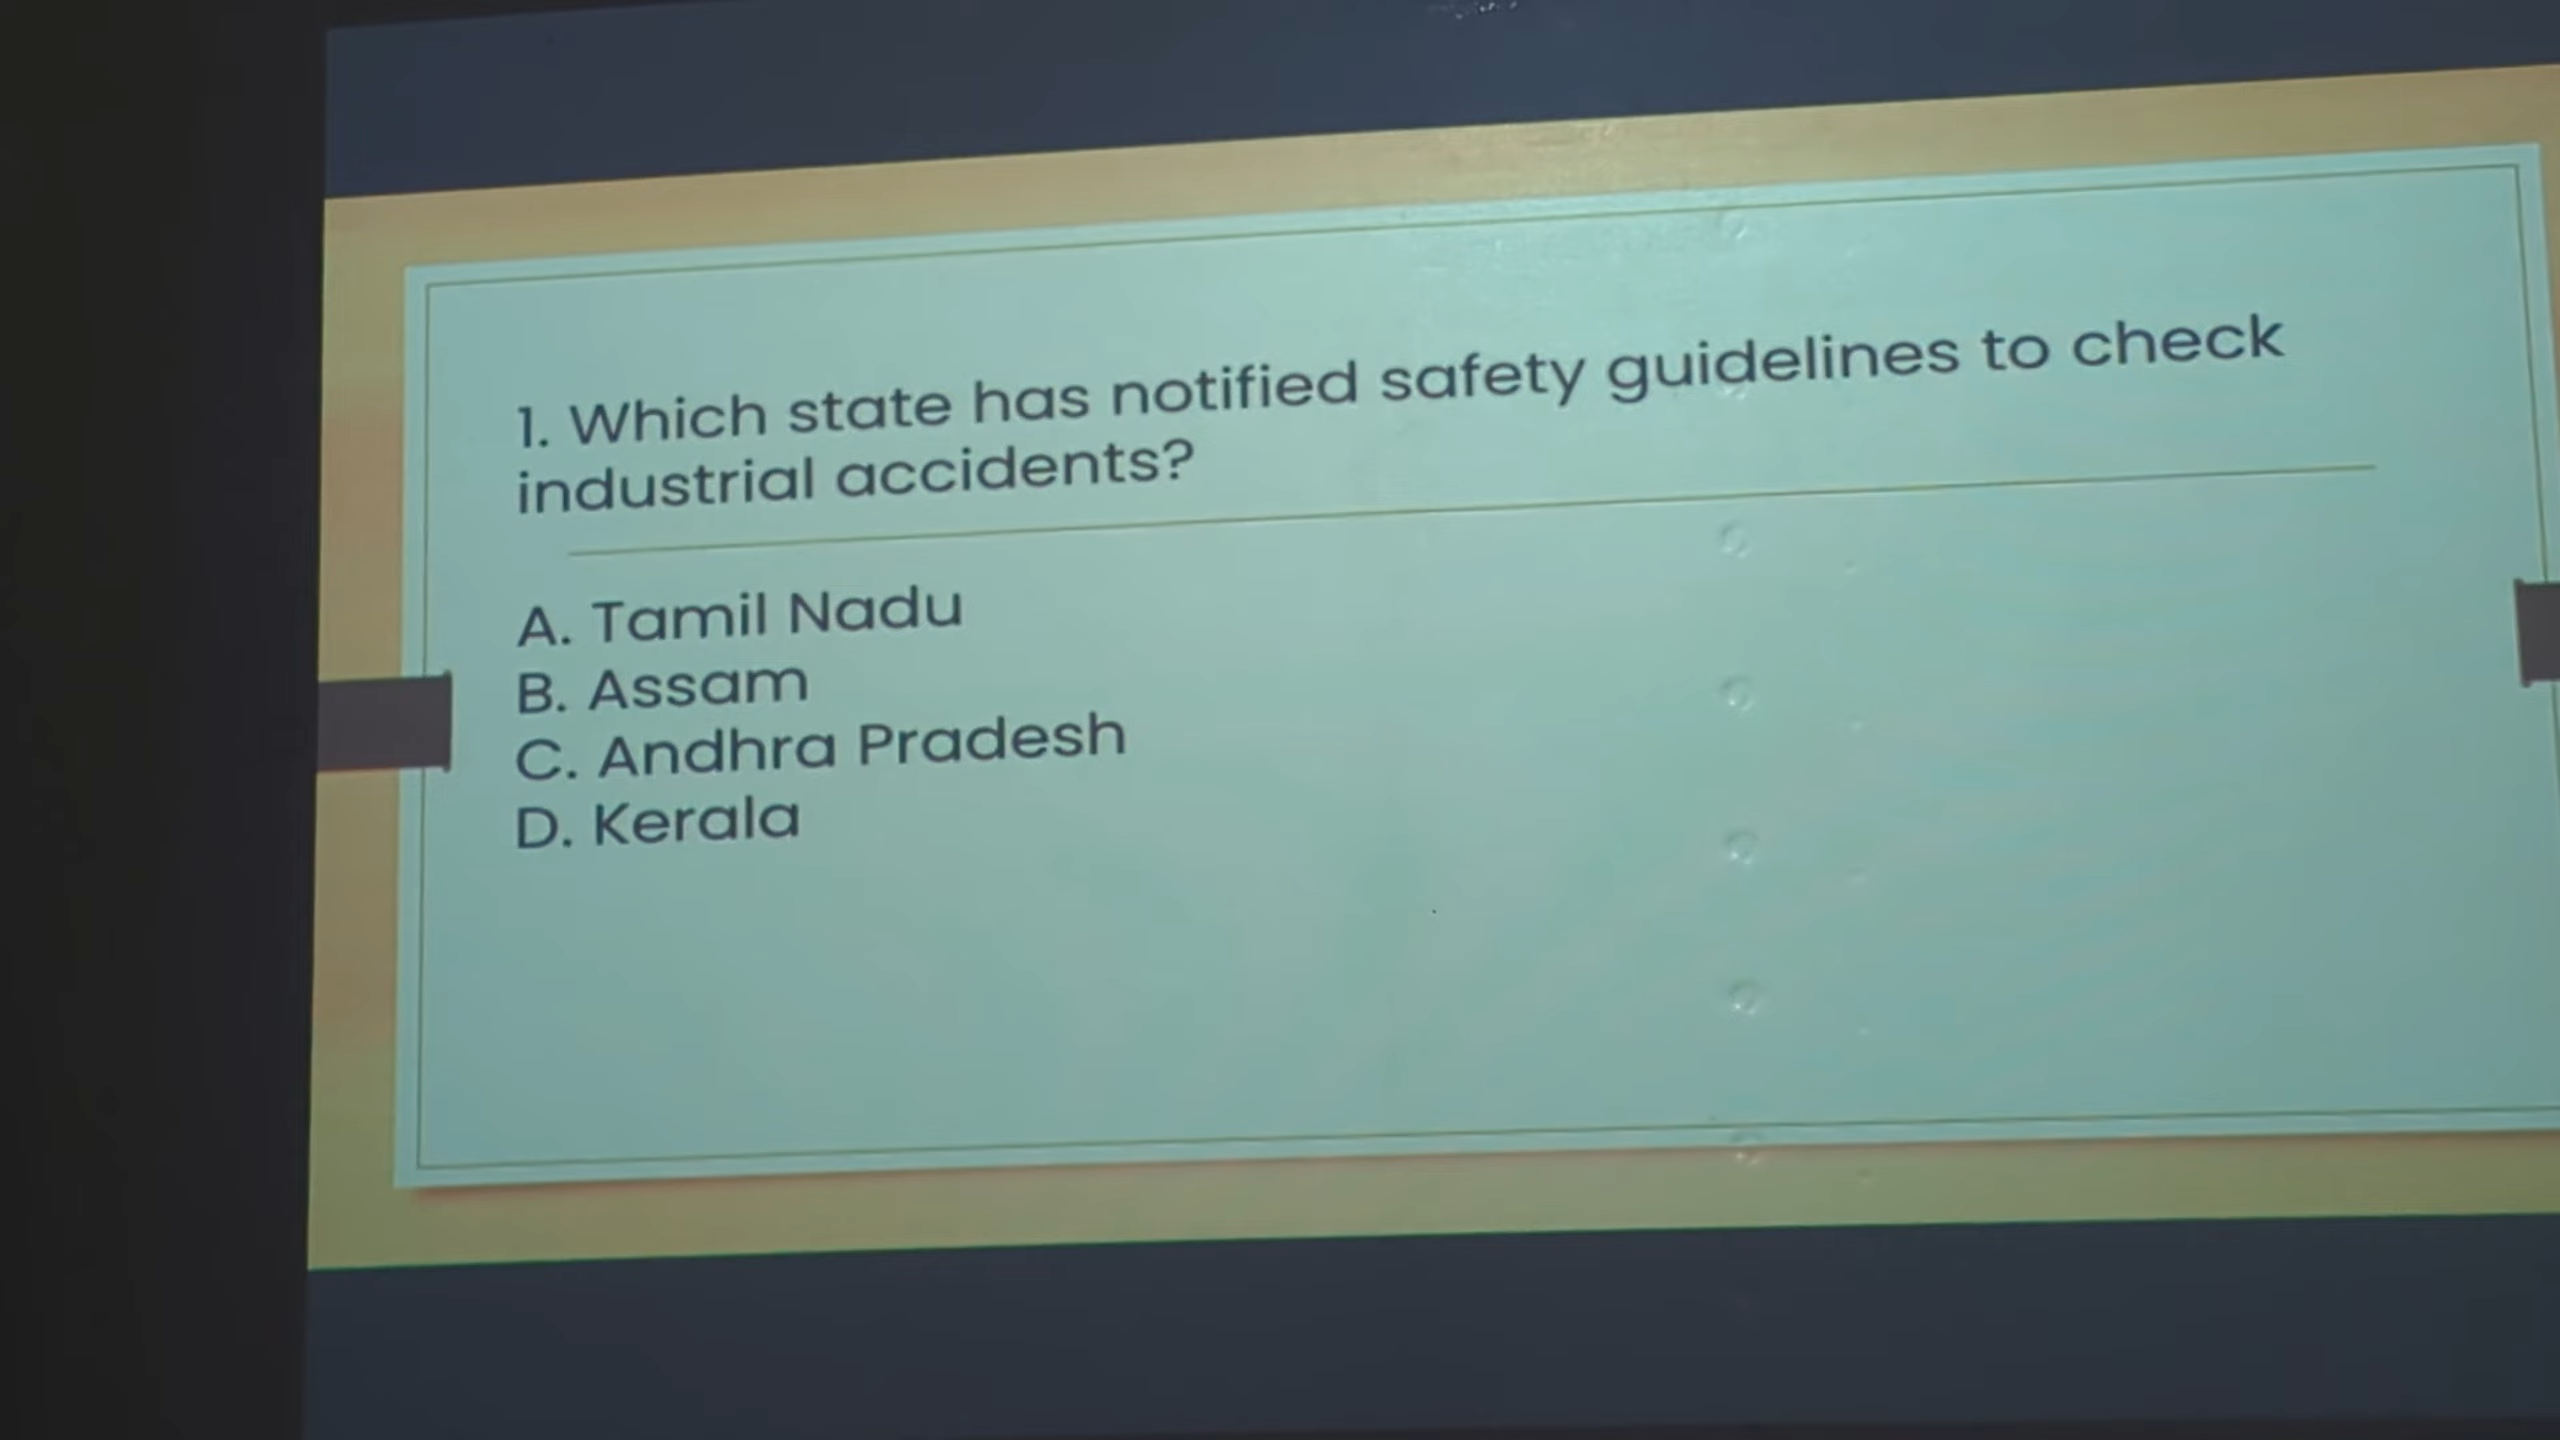 1. Which state has notified safety guidelines to check
industrial accidents?
A. Tamil Nadu
B. Assam
C. Andhra Pradesh
D. Kerala